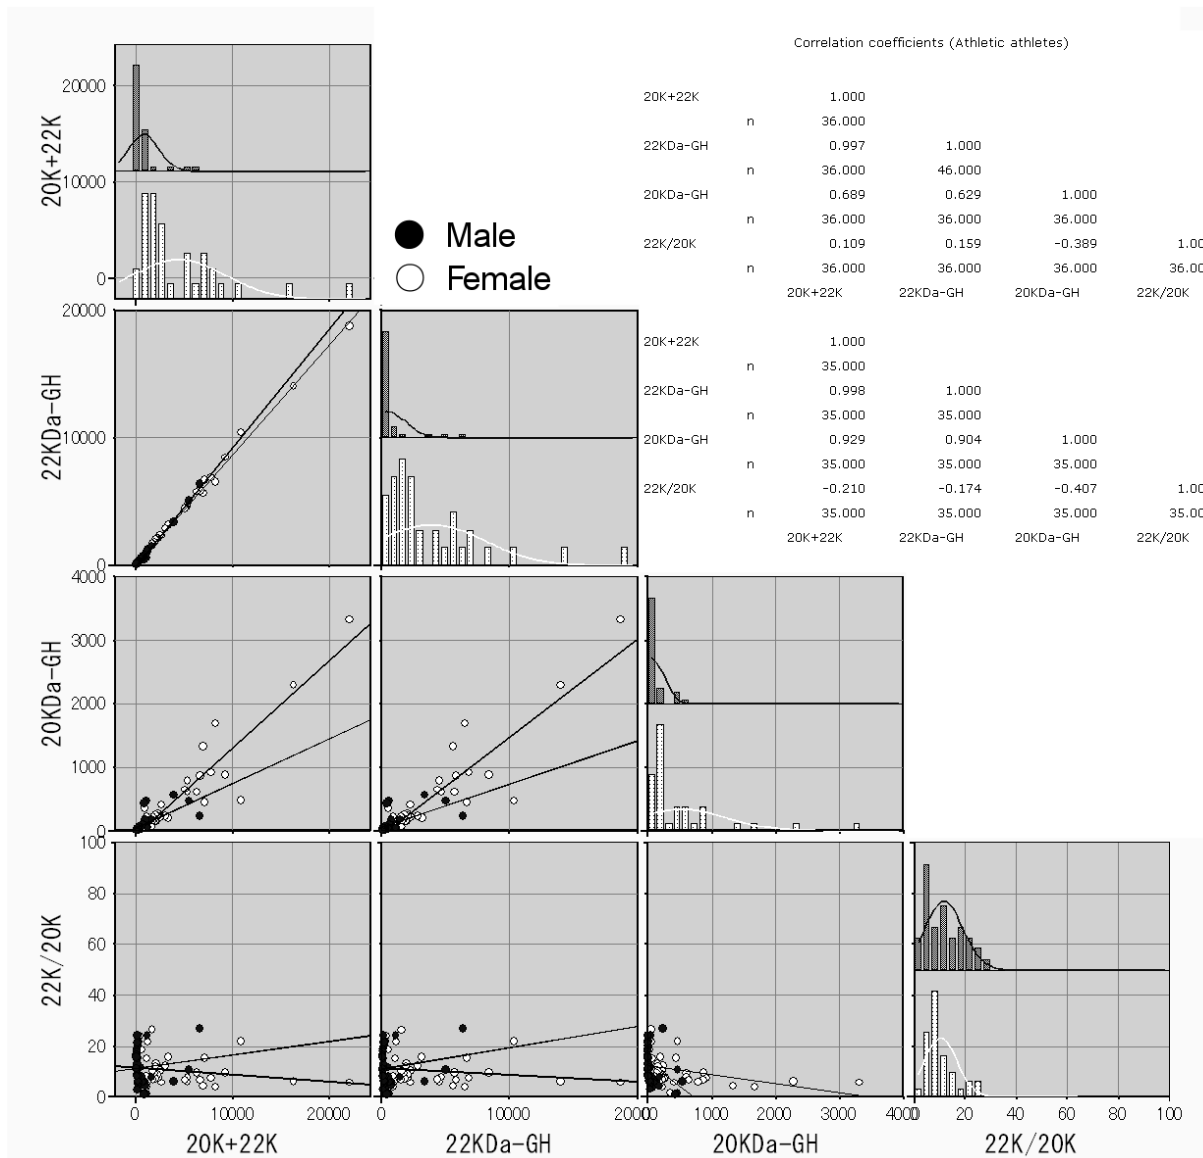 Correlation coefficients (Athletic athletes)
20K+22K 1.000
n 36.000
22KDa-GH 0.997 1.000
n 36.000 46.000
20KDa-GH 0.689 0.629 1.000
n 36.000 36.000 36.000
22K/20K 0.109 0.159 -0.389 1.00
n 36.000 36.000 36.000 36.00
20K+22K 22KDa-GH 20KDa-GH 22K/20K
20K+22K 1.000
n 35.000
22KDa-GH 0.998 1.000
n 35.000 35.000
20KDa-GH 0.929 0.904 1.000
n 35.000 35.000 35.000
22K/20K -0.210 -0.174 -0.407 1.00
n 35.000 35.000 35.000 35.00
20K+22K 22KDa-GH 20KDa-GH 22K/20K
Male
Female
20K+22K
20000
10000
0
22KDa-GH
20000
10000
0
20KDa-GH
4000
3000
2000
1000
0
22K/20K
100
80
60
40
20
0
0 10000 20000
0 10000 20000
0 1000 2000 3000 4000
0 20 40 60 80 100
20K+22K 22KDa-GH 20KDa-GH 22K/20K